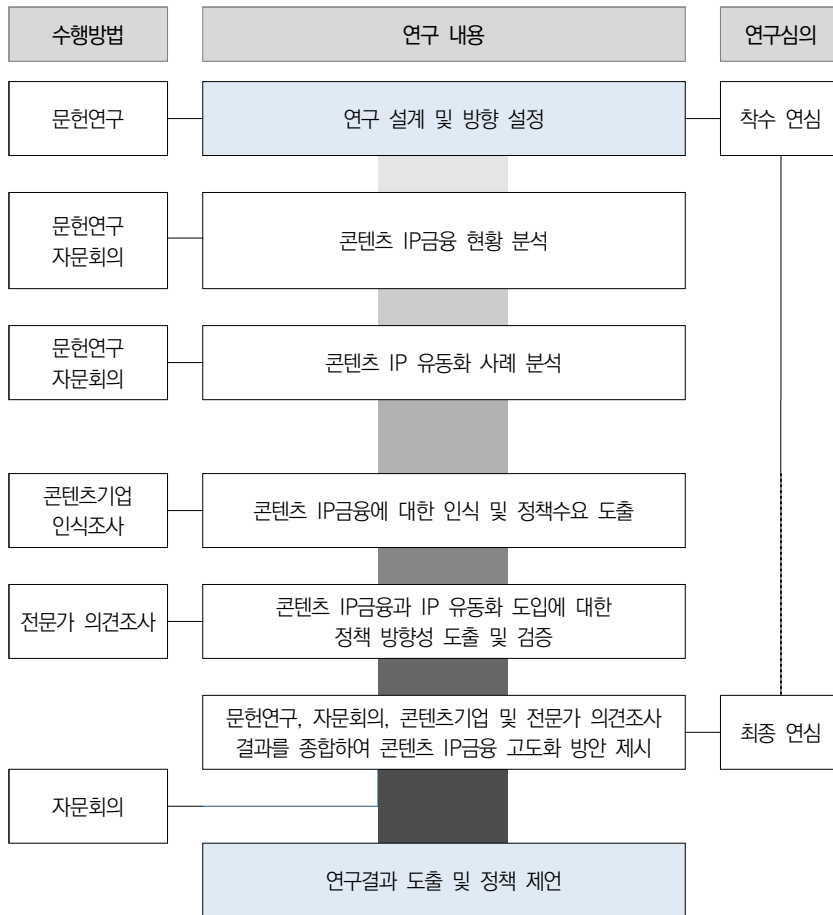 수행방법
연구 내용
연구심의
문헌연구
연구 설계 및 방향 설정
착수 연심
문헌연구
자문회의
콘텐츠 IP금융 현황 분석
문헌연구
자문회의
콘텐츠 IP 유동화 사례 분석
콘텐츠기업
인식조사
콘텐츠 IP금융에 대한 인식 및 정책수요 도출
전문가 의견조사
콘텐츠 IP금융과 IP 유동화 도입에 대한
정책 방향성 도출 및 검증
문헌연구, 자문회의, 콘텐츠기업 및 전문가 의견조사
결과를 종합하여 콘텐츠 IP금융 고도화 방안 제시
최종 연심
자문회의
연구결과 도출 및 정책 제언